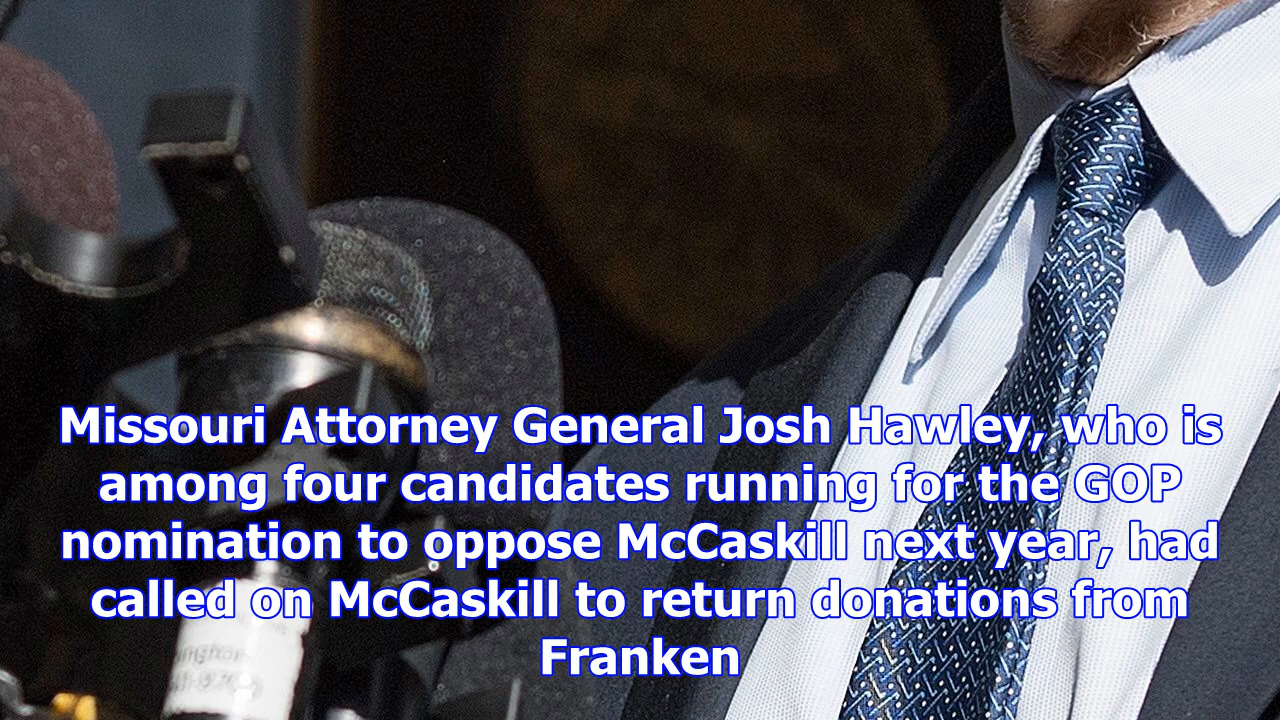 Missouri Attorney General Josh Hawley, who is
among four candidates running for the GOP
nomination to oppose McCaskill next year, had
called on McCaskill to return donations from
Franken